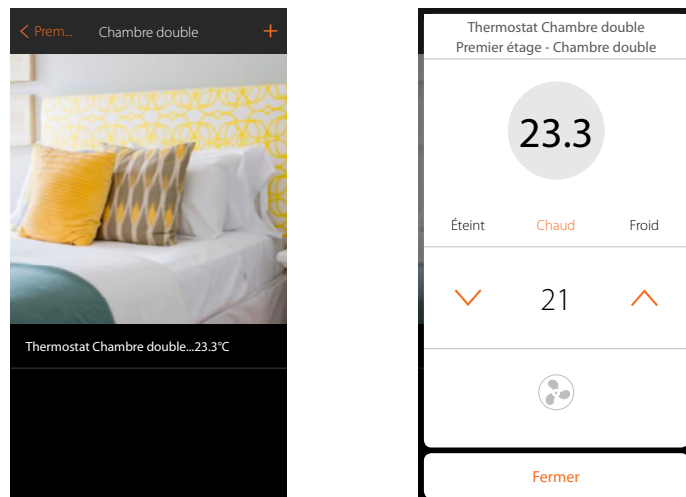 Prem...
Chambre double
+
Thermostat Chambre double...23.3°C
Thermostat Chambre double
Premier étage - Chambre double
23.3
Éteint
Chaud
Froid
21
Fermer